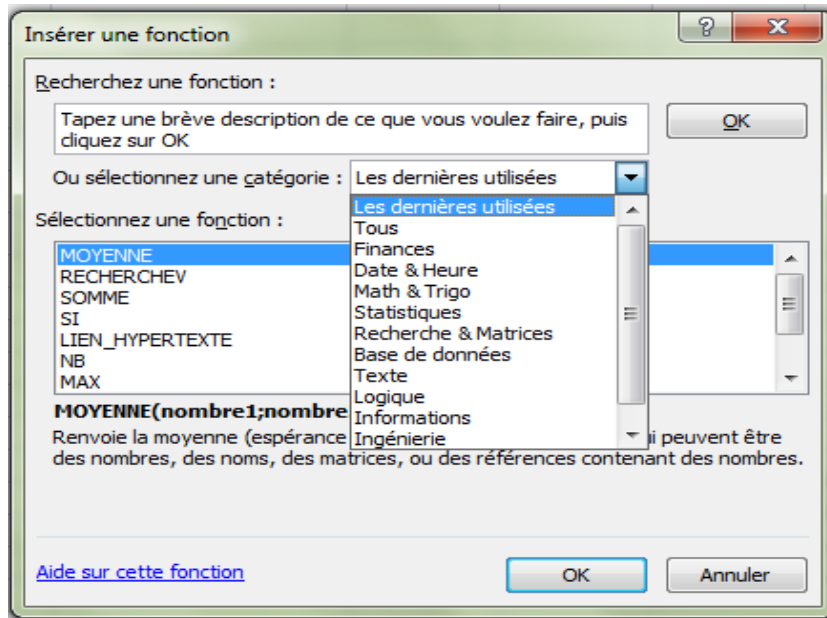 Insérer une fonction
Recherchez une fonction :
Tapez une brève description de ce que vous voulez faire, puis
cliquez sur OK
OK
Ou sélectionnez une catégorie : Les dernières utilisées
Les dernières utilisées
Tous
Finances
Date & Heure
Math & Trigo
Statistiques
Recherche & Matrices
Base de données
Texte
Logique
Informations
Ingénierie
Sélectionnez une fonction :
MOYENNE
RECHERCHEV
SOMME
SI
LIEN_HYPERTEXTE
NB
MAX
MOYENNE(nombre1;nombre
Renvoie la moyenne (espérance i peuvent être
des nombres, des noms, des matrices, ou des références contenant des nombres.
Aide sur cette fonction
OK
Annuler